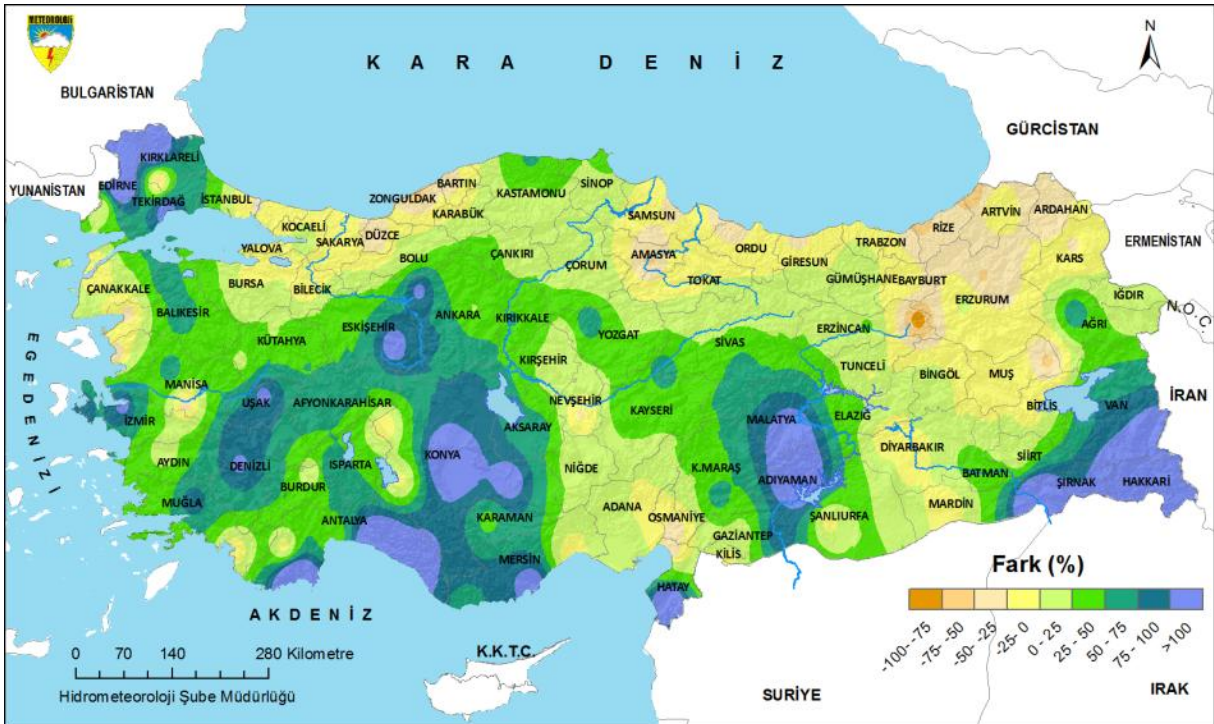 METEOROLOJİ
N
K A R A D E N İ Z
BULGARİSTAN
GÜRCİSTAN
YUNANİSTAN
ERMENİSTAN
N.Ö.C.
İRAN
IRAK
SURİYE
K.K.T.C.
A K D E N İ Z
E G E D E N İ Z İ
KIRKLARELİ
EDİRNE
TEKİRDAĞ
İSTANBUL
KOCAELİ
YALOVA
SAKARYA
DÜZCE
ZONGULDAK
BARTIN
KARABÜK
KASTAMONU
SİNOP
SAMSUN
BOLU
ÇANKIRI
ÇORUM
AMASYA
TOKAT
ORDU
GİRESUN
TRABZON
RİZE
ARTVİN
ARDAHAN
KARS
GÜMÜŞHANE
BAYBURT
ERZURUM
IĞDIR
AĞRI
ÇANAKKALE
BALIKESİR
BURSA
BİLECİK
ESKİŞEHİR
KÜTAHYA
ANKARA
KIRIKKALE
YOZGAT
SİVAS
ERZİNCAN
TUNCELİ
BİNGÖL
MUŞ
BİTLİS
VAN
MANİSA
İZMİR
UŞAK
AFYONKARAHİSAR
KIRŞEHİR
NEVŞEHİR
KAYSERİ
AKSARAY
MALATYA
ELAZIĞ
DİYARBAKIR
BATMAN
SİİRT
ŞIRNAK
HAKKARİ
AYDIN
DENİZLİ
BURDUR
ISPARTA
KONYA
NİĞDE
K.MARAŞ
ADIYAMAN
MARDİN
MUĞLA
ANTALYA
KARAMAN
MERSİN
ADANA
OSMANİYE
GAZİANTEP
KİLİS
ŞANLIURFA
HATAY
Fark (%)
-100--75
-75--50
-50--25
-25- 0
0 - 25
25 - 50
50 - 75
75 - 100
>100
0 70 140 280 Kilometre
Hidrometeoroloji Şube Müdürlüğü